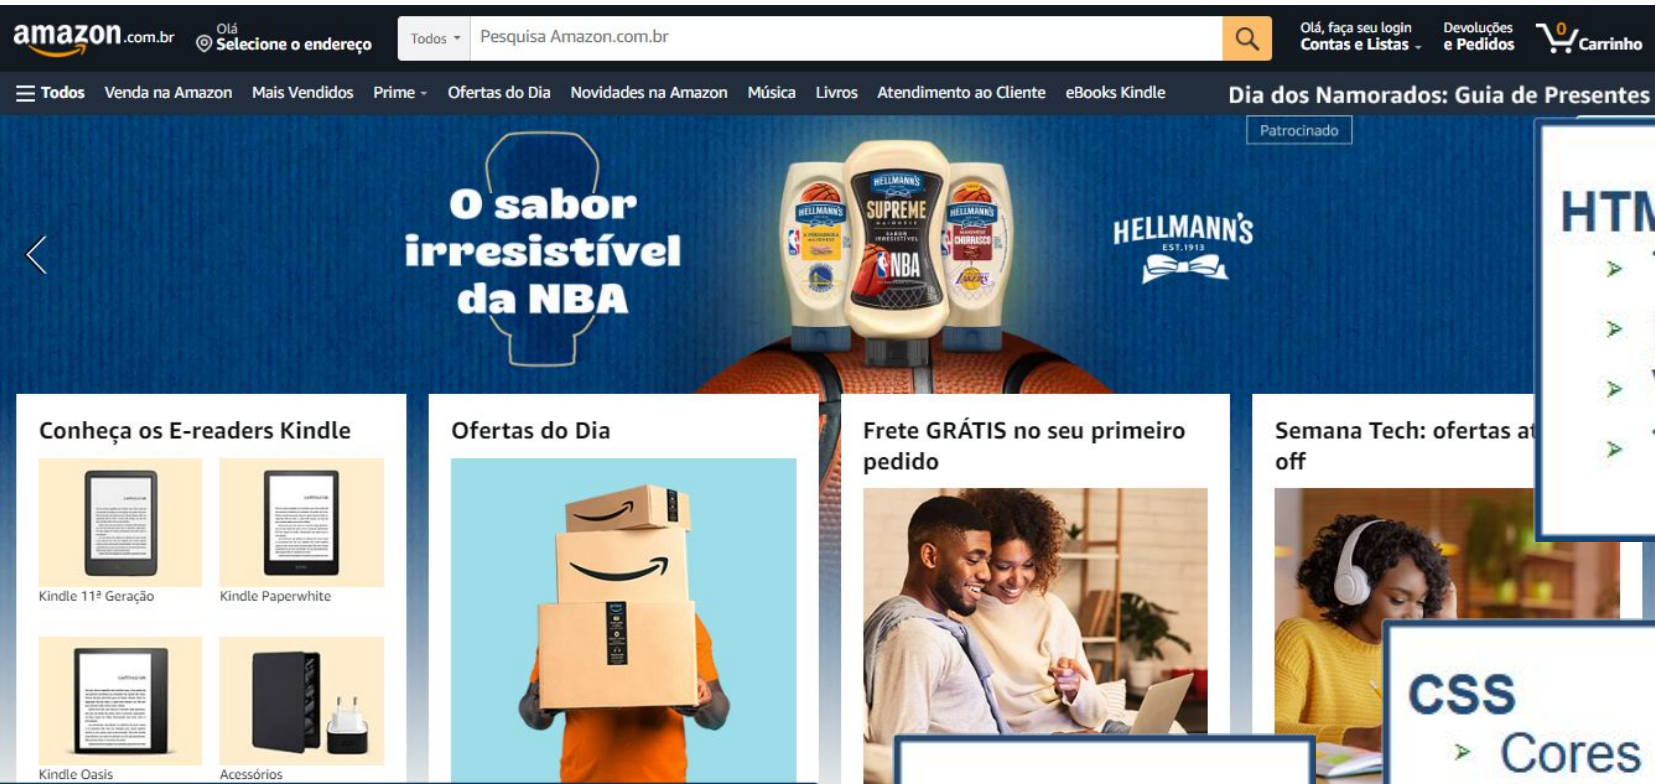 amazon.com.br
Olá
Selecione o endereço
Todos
Pesquisa Amazon.com.br
Olá, faça seu login
Contas e Listas
Devoluções
e Pedidos
0
Carrinho
Todos Venda na Amazon Mais Vendidos Prime Ofertas do Dia Novidades na Amazon Música Livros Atendimento ao Cliente eBooks Kindle
Dia dos Namorados: Guia de Presentes
Patrocinado
O sabor
irresistível
da NBA
HELLMANN'S
SUPREME
NBA
HELLMANN'S
HELLMANN'S
CHURRASCO
LAKERS
HELLMANN'S
EST.1913
Conheça os E-readers Kindle
Kindle 11ª Geração
Kindle Paperwhite
Kindle Oasis
Acessórios
Ofertas do Dia
Frete GRÁTIS no seu primeiro
pedido
Semana Tech: ofertas
off
CSS
Cores